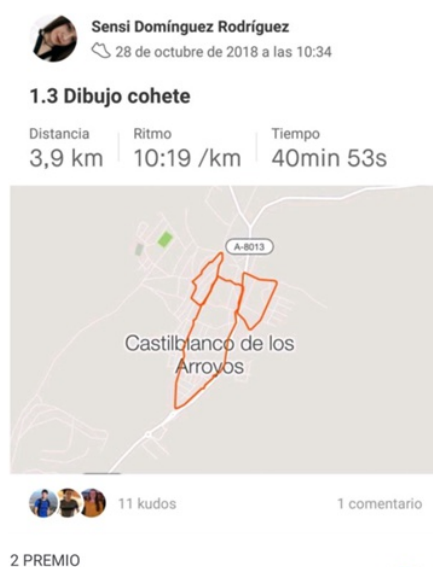 Sensi Domínguez Rodríguez
28 de octubre de 2018 a las 10:34
1.3 Dibujo cohete
Distancia Ritmo Tiempo
3,9 km 10:19 /km 40min 53s
A-8013
Castilblanco de los
Arroyos
11 kudos 1 comentario
2 PREMIO